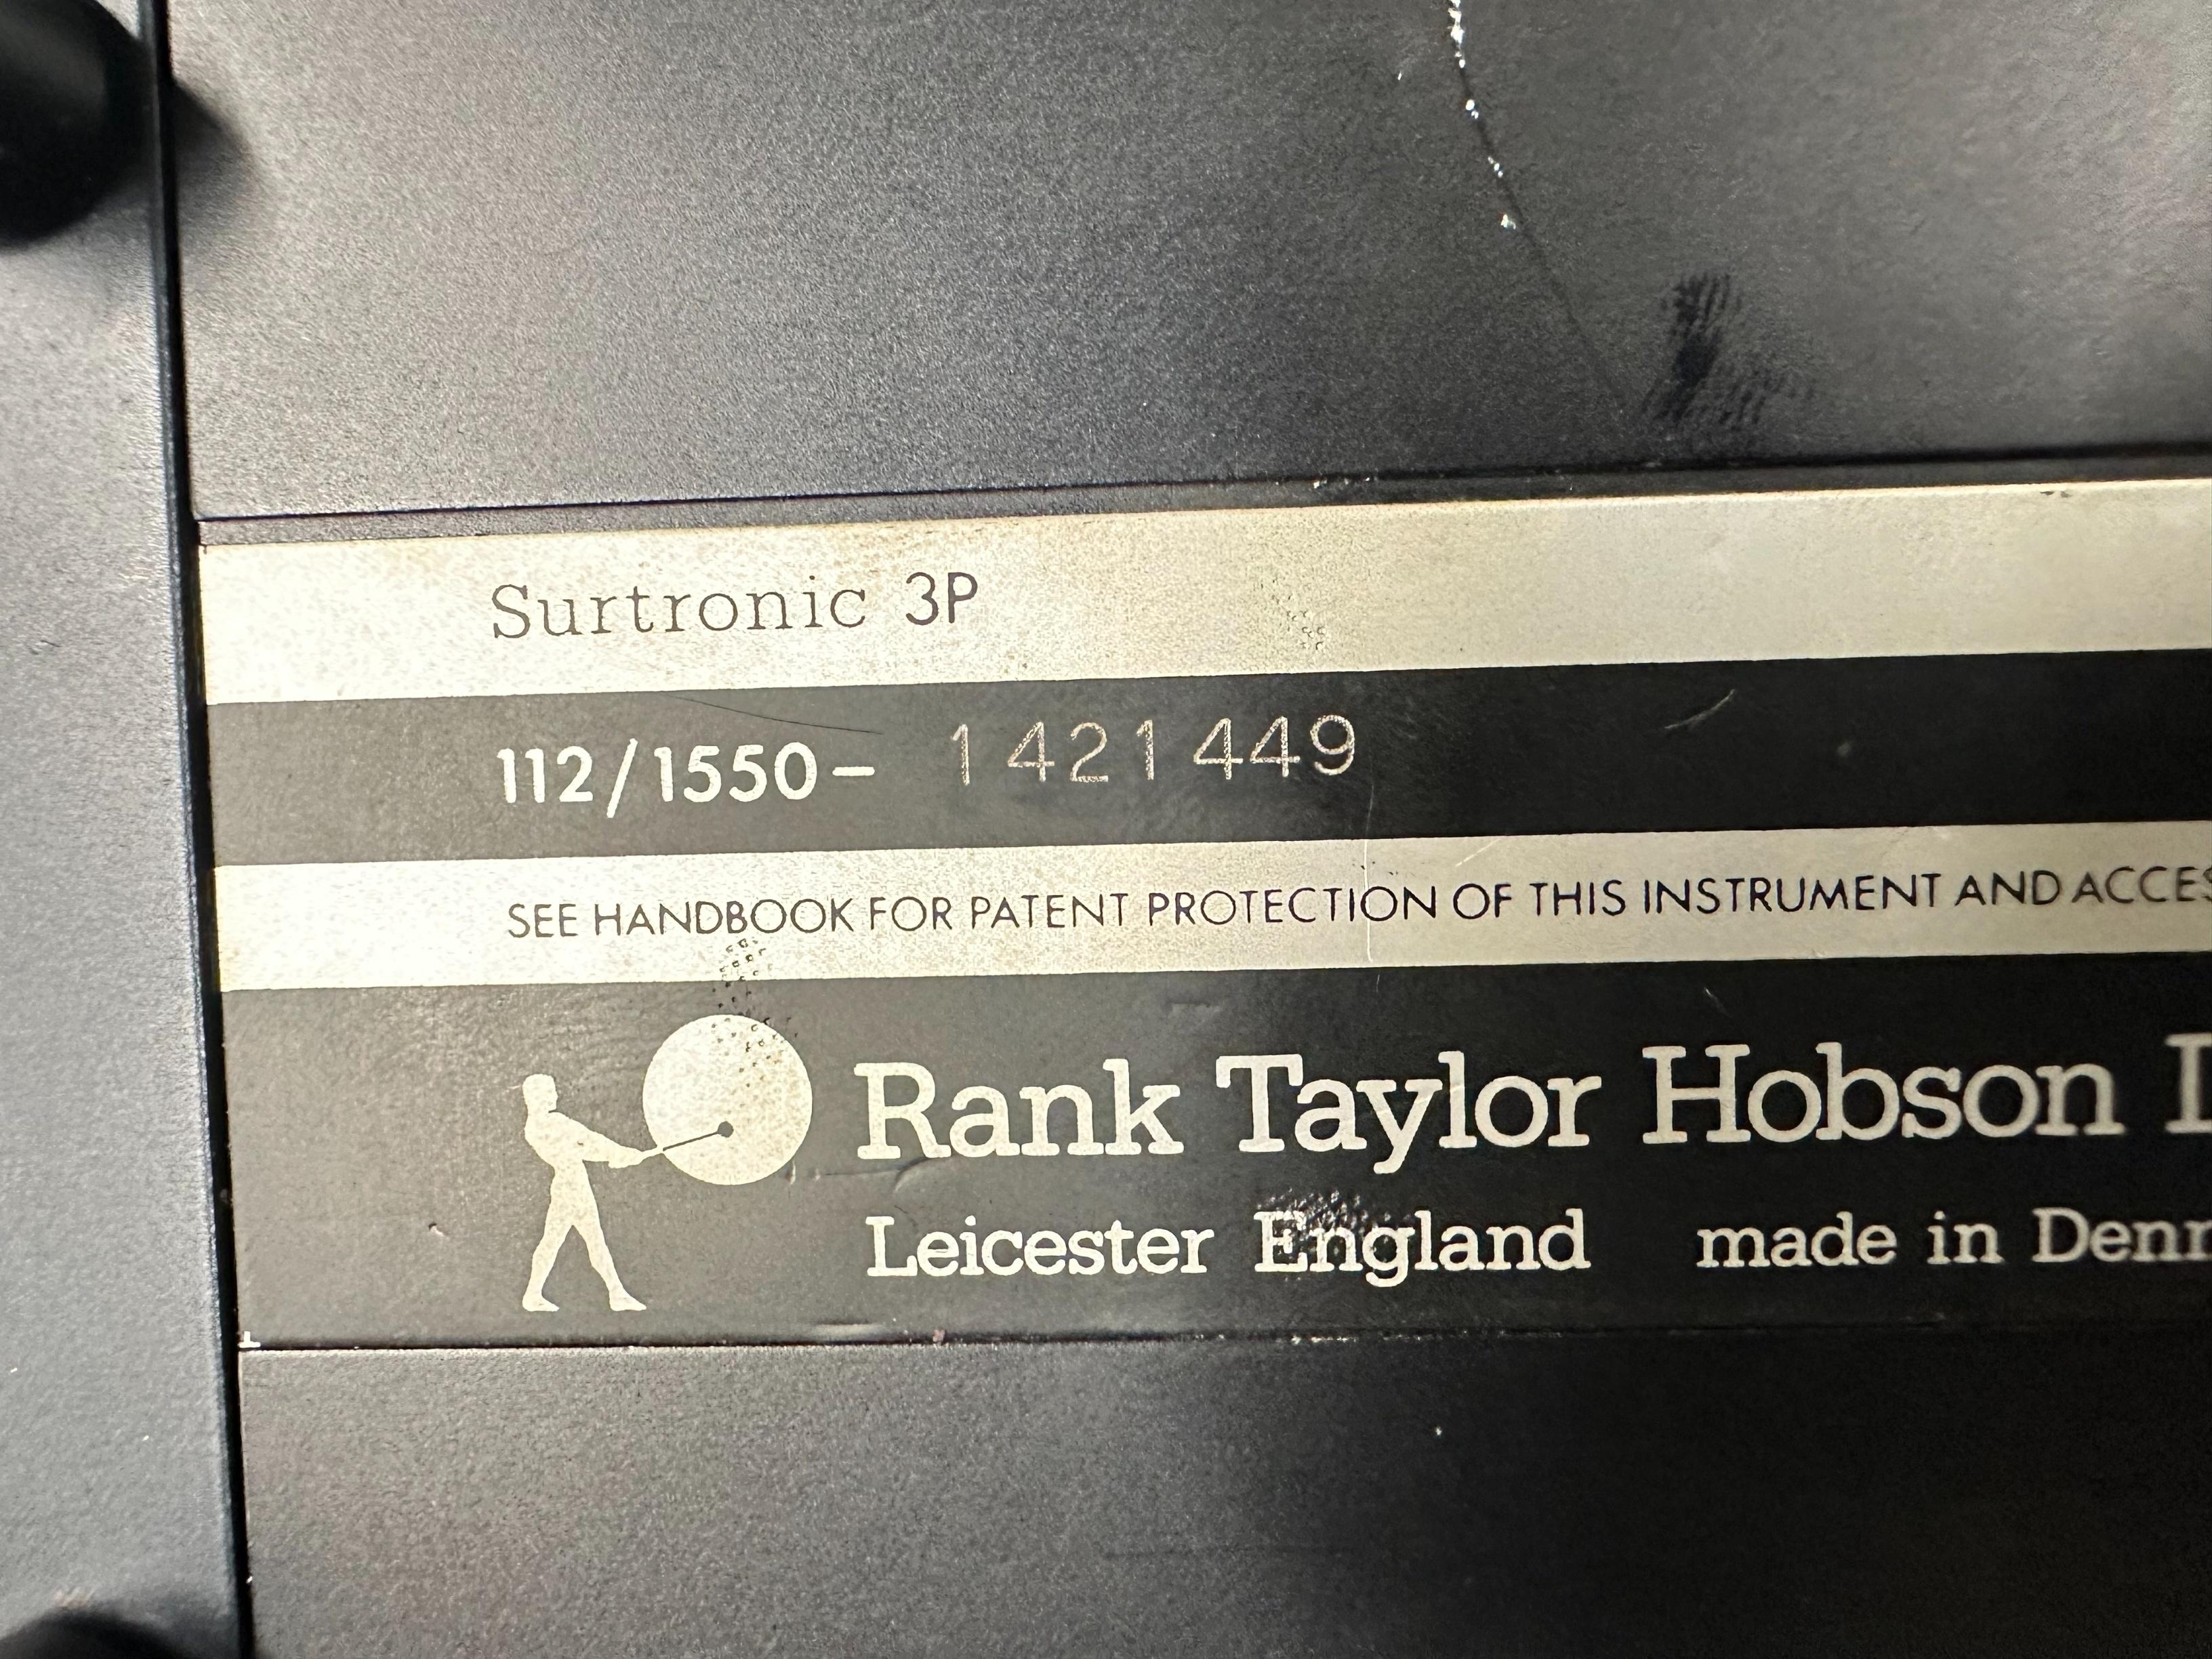 Surtronic 3P
112/1550- 1421449
SEE HANDBOOK FOR PATENT PROTECTION OF THIS INSTRUMENT AND
Rank Taylor Hobson
Leicester England made in